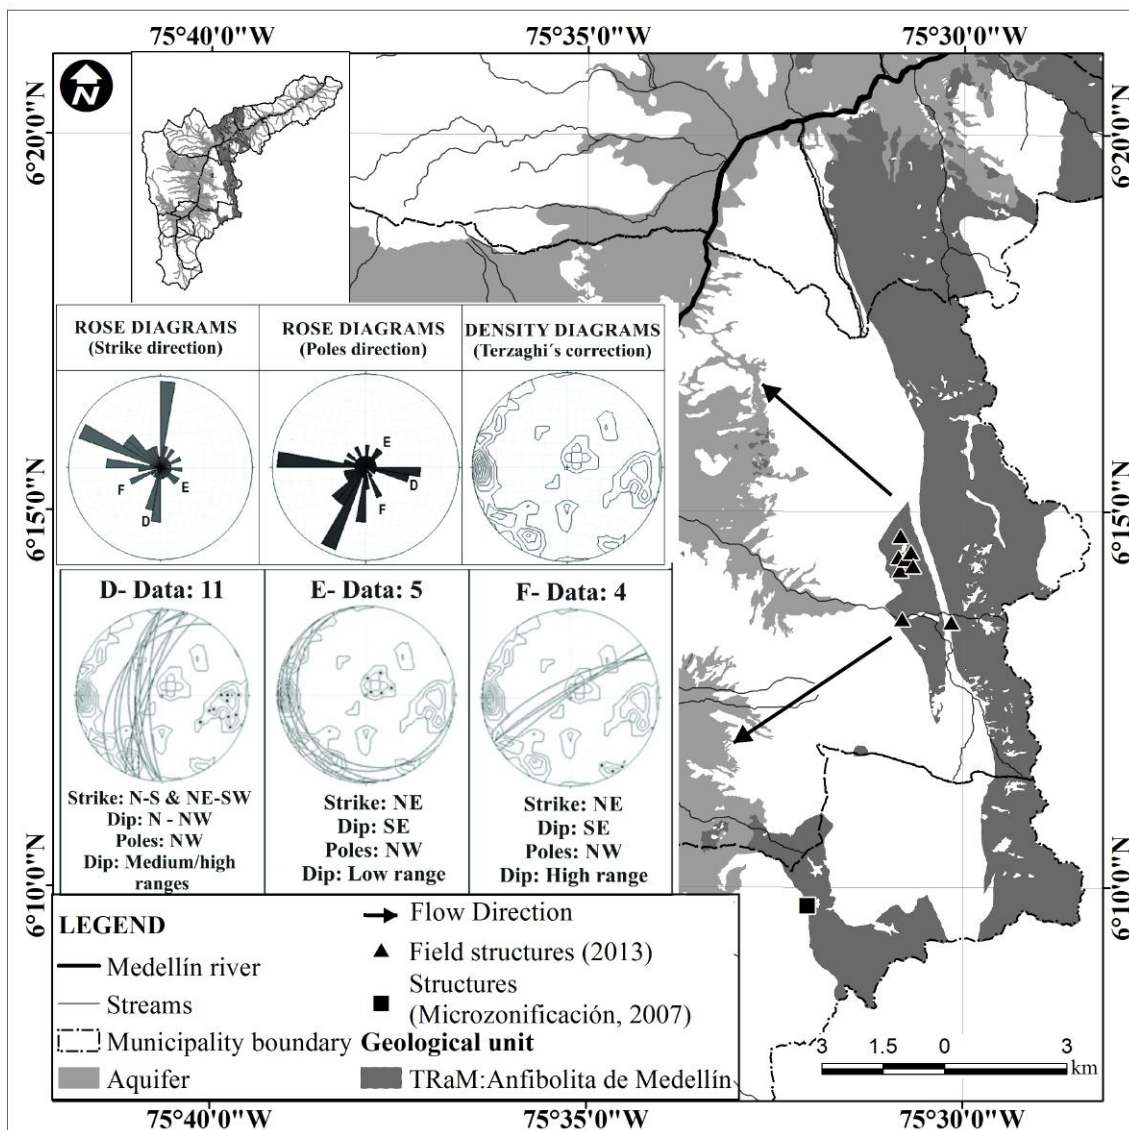 75°40'0"W
75°35'0"W
75°30'0"W
6°20'0"N
6°20'0"N
N
ROSE DIAGRAMS
(Strike direction)
ROSE DIAGRAMS
(Poles direction)
DENSITY DIAGRAMS
(Terzaghi´s correction)
F
E
D
E
D
F
6°15'0"N
6°15'0"N
D- Data: 11
E- Data: 5
F- Data: 4
Strike: N-S & NE-SW
Dip: N - NW
Poles: NW
Dip: Medium/high
ranges
Strike: NE
Dip: SE
Poles: NW
Dip: Low range
Strike: NE
Dip: SE
Poles: NW
Dip: High range
6°10'0"N
6°10'0"N
LEGEND
Medellín river
Streams
Municipality boundary
Aquifer
Flow Direction
Field structures (2013)
Structures
(Microzonificación, 2007)
Geological unit
TRaM:Anfibolita de Medellín
3 1.5 0 3
km
75°40'0"W
75°35'0"W
75°30'0"W